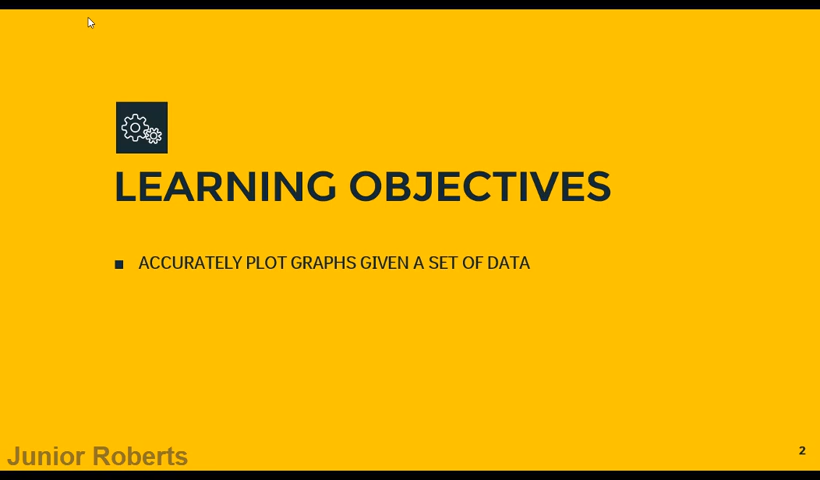 LEARNING OBJECTIVES
■ ACCURATELY PLOT GRAPHS GIVEN A SET OF DATA
Junior Roberts
2